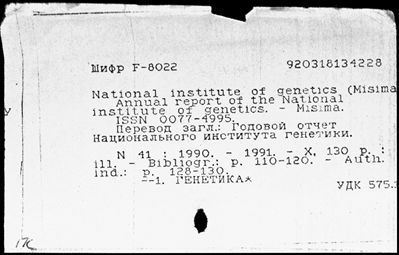 Шифр F-8022 920318134228
National institute of genetics (Misima
Annual report of the National
institute of genetics. - Misima.
ISSN 0077-4995.
Перевод загл.: Годовой отчет
Национального института генетики.
N 41 : 1990. - 1991. - X, 130 p. :
ill. - Bibliogr.: p. 110-120. - Auth.
ind.: p. 128-130.
--1. ГЕНЕТИКА*
УДК 575.